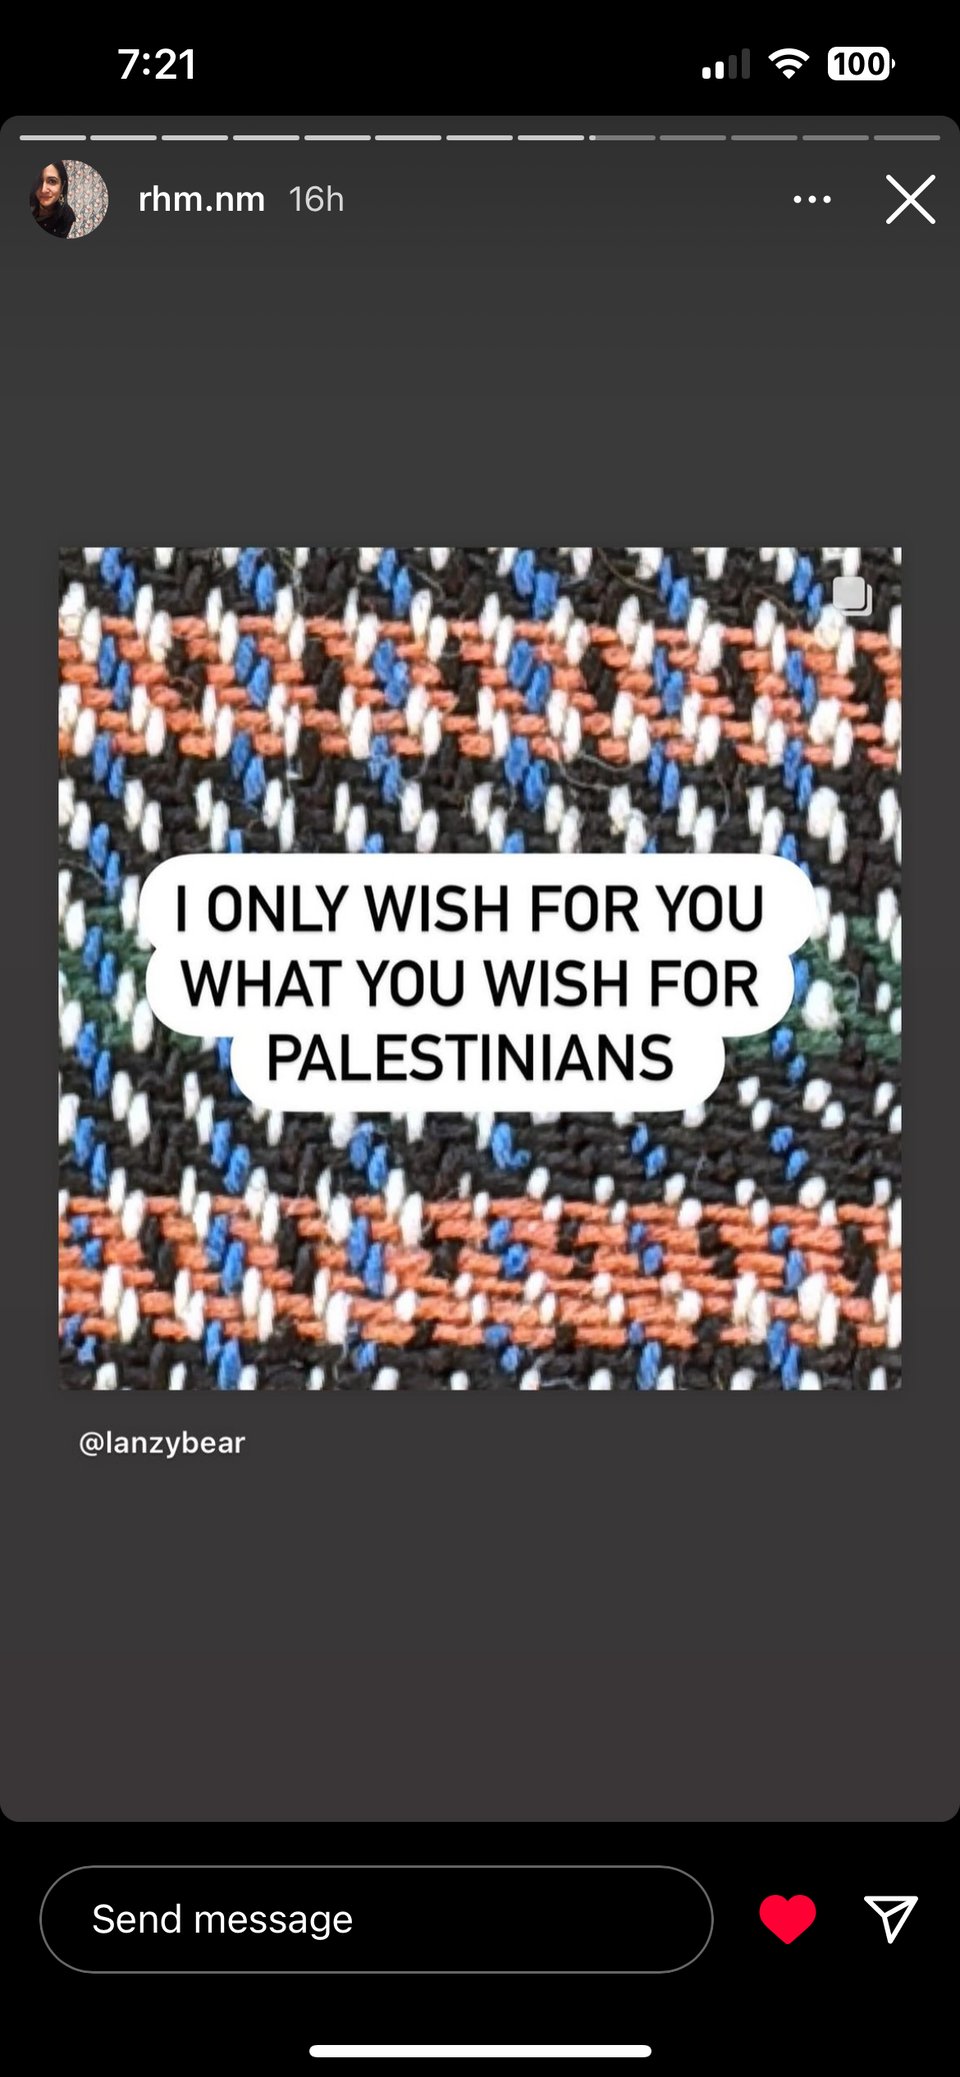 7:21
100
rhm.nm 16h
I ONLY WISH FOR YOU
WHAT YOU WISH FOR
PALESTINIANS
@lanzybear
Send message